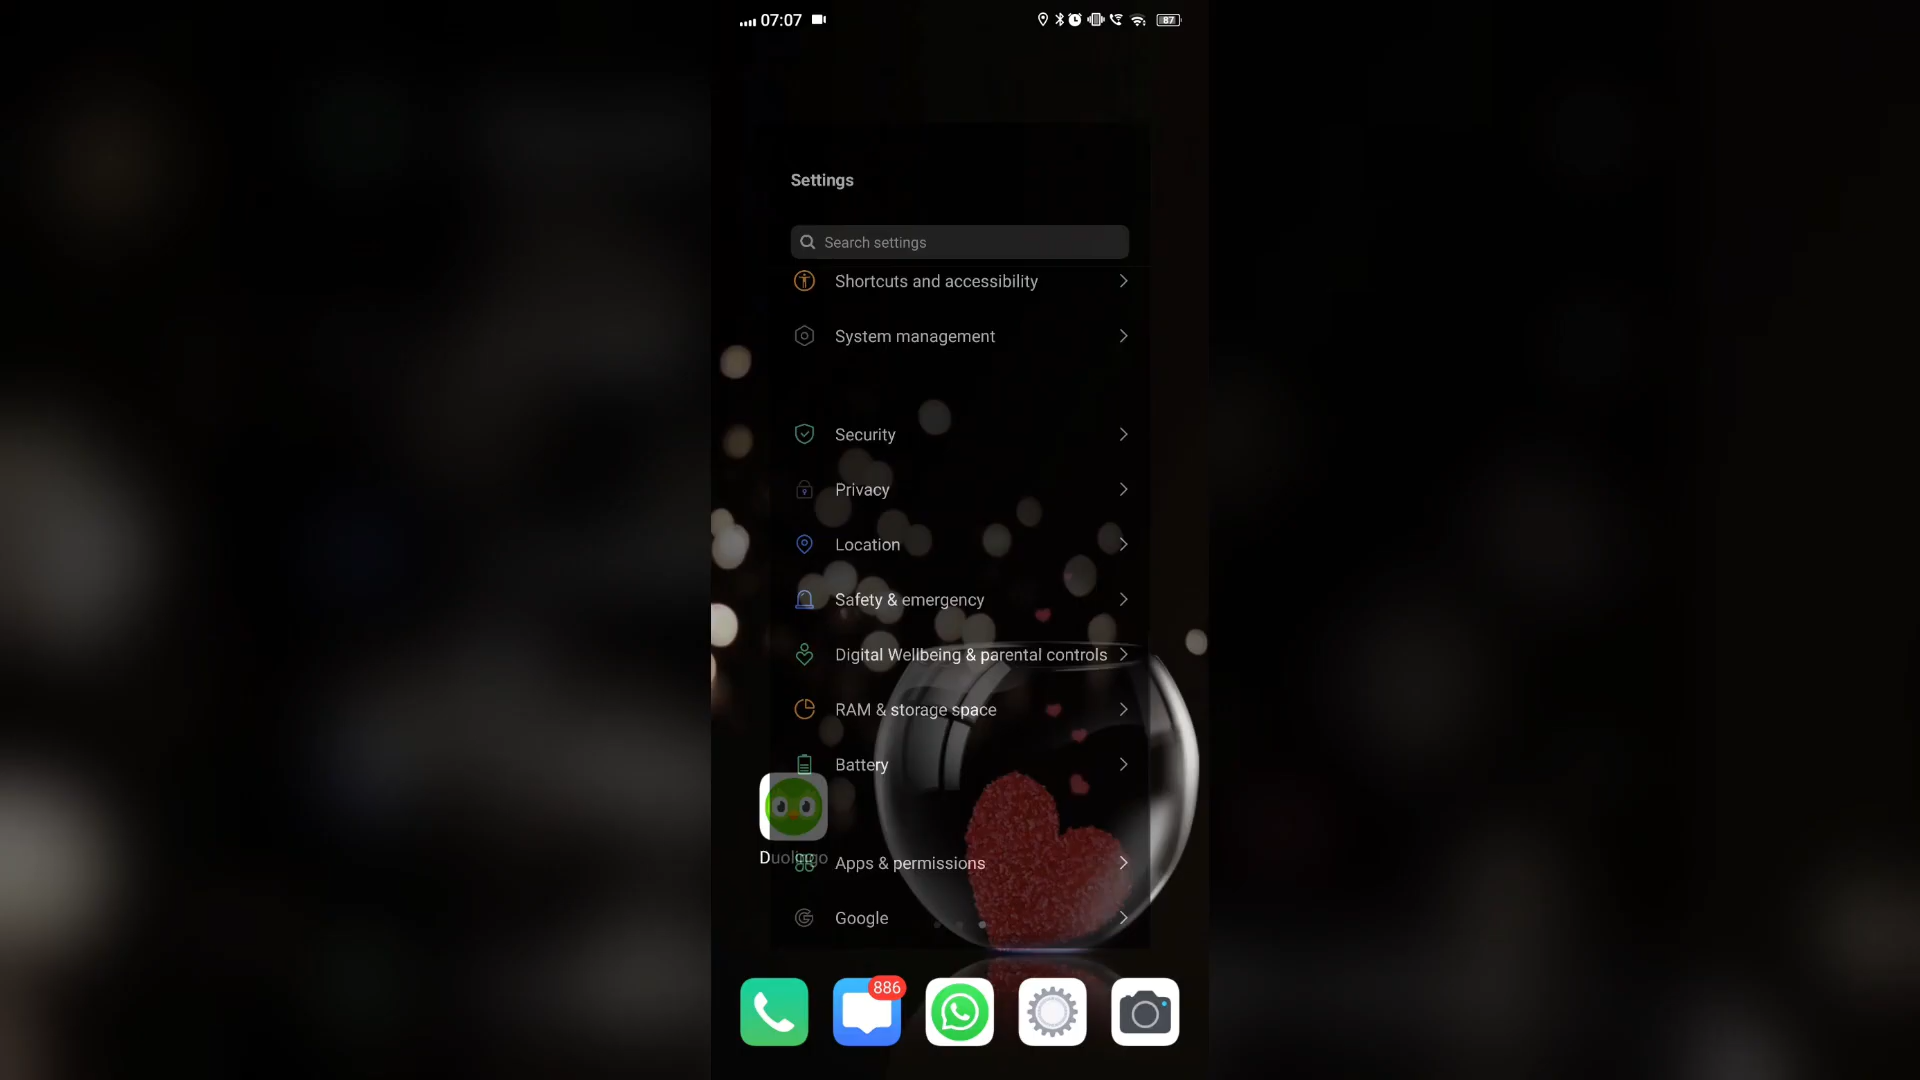 07:07
87
Settings
Search settings
Shortcuts and accessibility
System management
Security
Privacy
Location
Safety & emergency
Digital Wellbeing & parental controls
RAM & storage space
Battery
Duolingo
Apps & permissions
Google
886